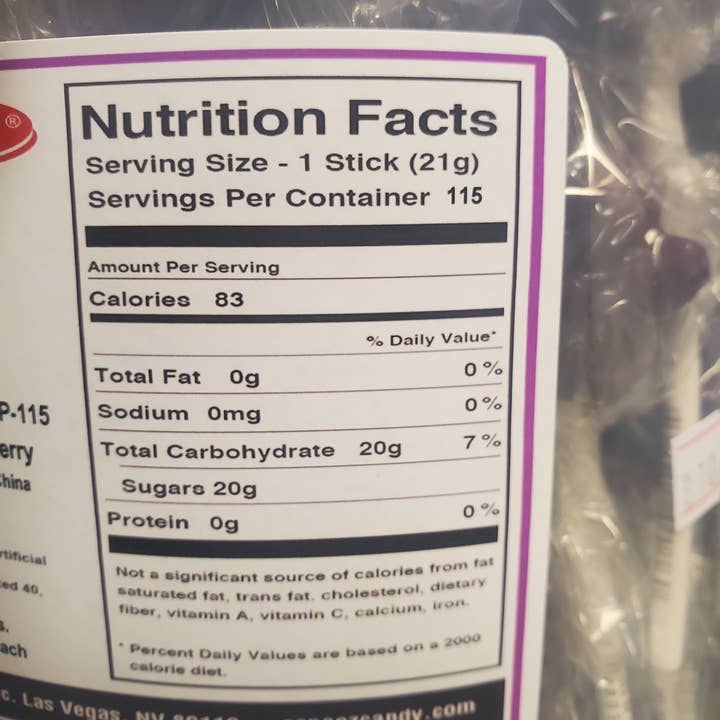 ®
Nutrition Facts
Serving Size - 1 Stick (21g)
Servings Per Container 115
Amount Per Serving
Calories 83
% Daily Value*
Total Fat 0g 0%
Sodium 0mg 0%
Total Carbohydrate 20g 7%
Sugars 20g
Protein 0g 0%
Not a significant source of calories from fat
saturated fat, trans fat, cholesterol, dietary
fiber, vitamin A, vitamin C, calcium, iron.
* Percent Daily Values are based on a 2000
calorie diet.
P-115
erry
China
rtificial
ed 40,
s.
ach
c. Las Vegas, NV candy.com